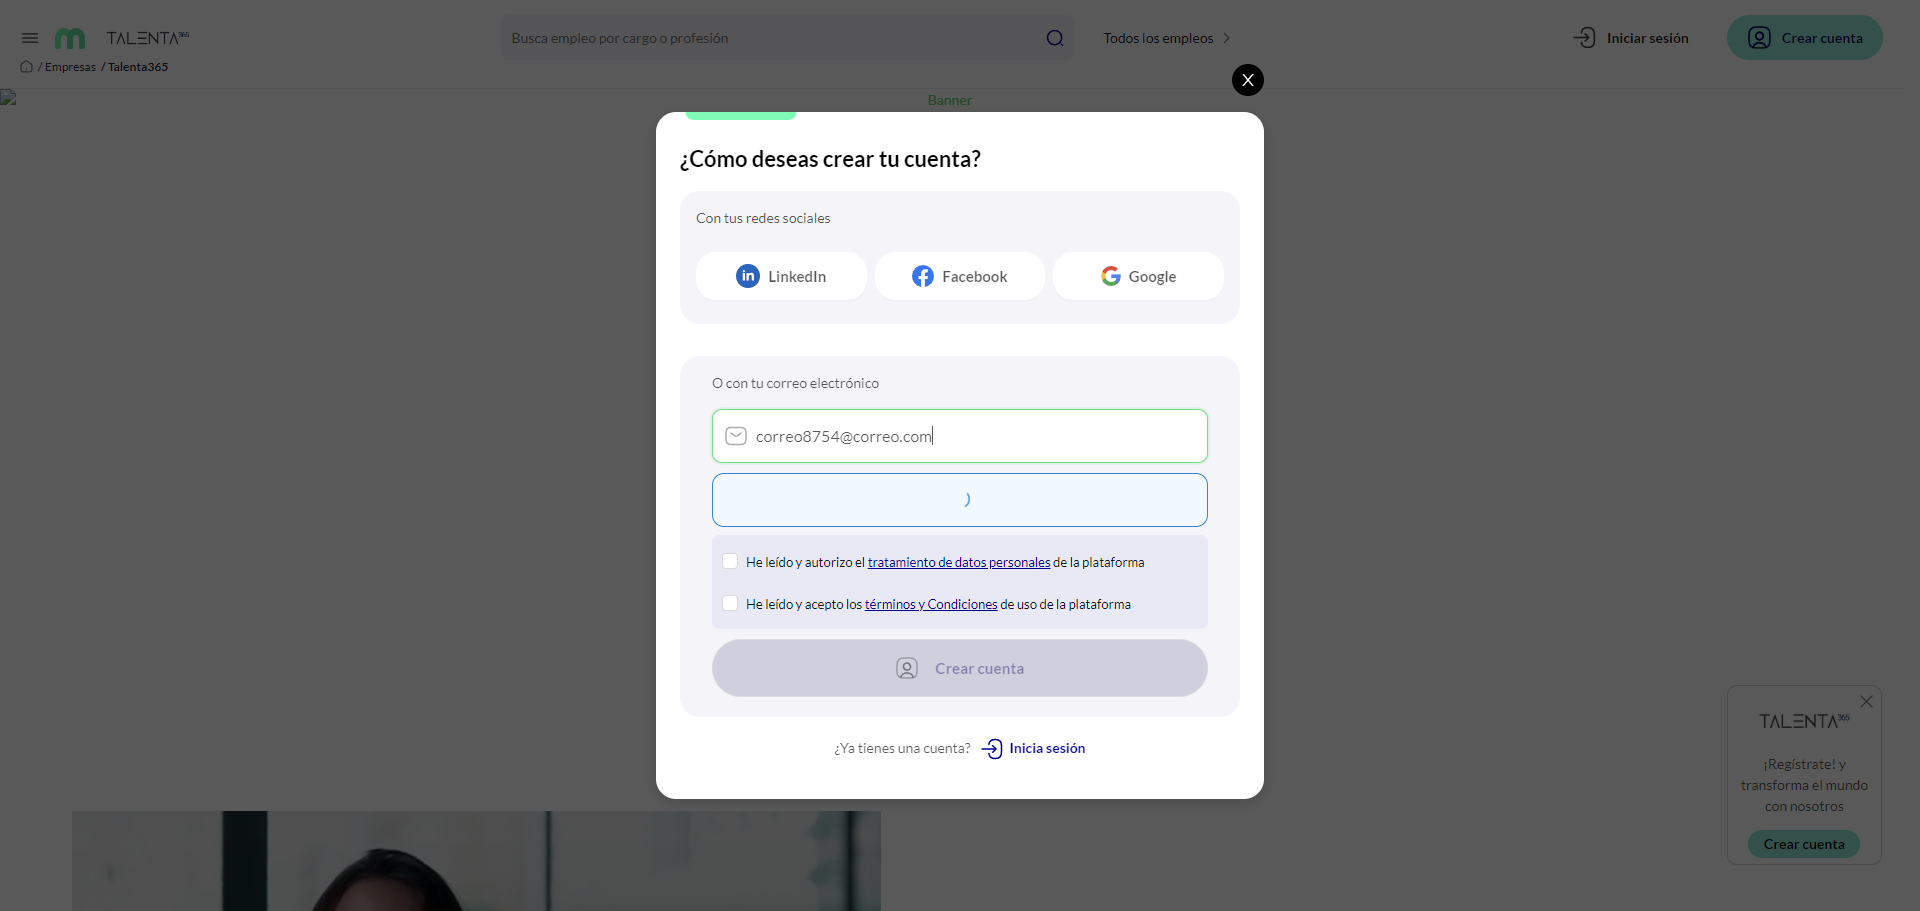 TALENTA365
Busca empleo por cargo o profesión
Todos los empleos
Iniciar sesión
Crear cuenta
/ Empresas / Talenta365
X
Banner
¿Cómo deseas crear tu cuenta?
Con tus redes sociales
in LinkedIn
Facebook
Google
O con tu correo electrónico
correo8754@correo.com
He leído y autorizo el tratamiento de datos personales de la plataforma
He leído y acepto los términos y Condiciones de uso de la plataforma
Crear cuenta
¿Ya tienes una cuenta? Inicia sesión
TALENTA365
¡Regístrate! y
transforma el mundo
con nosotros
Crear cuenta